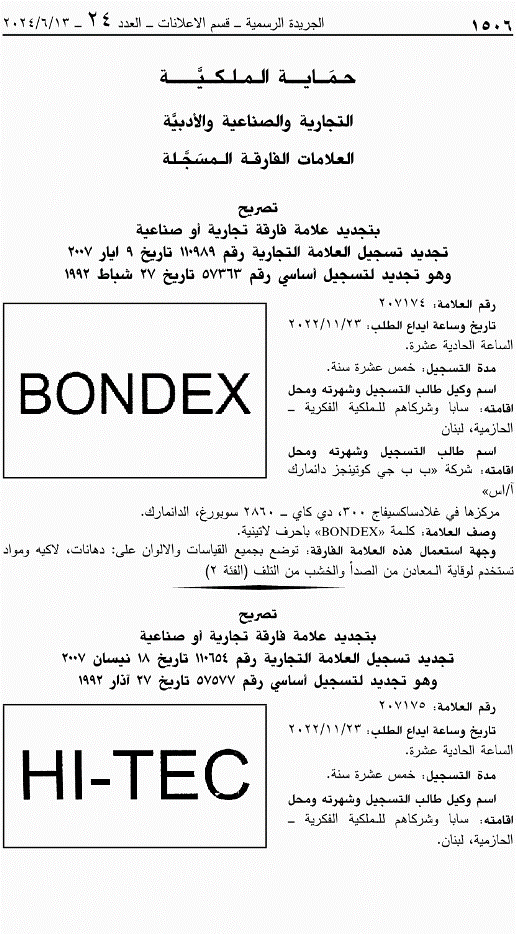 ١٥٠٦
الجريدة الرسمية ـ قسم الاعلانات ـ العدد ٢٤ ـ ٢٠٢٤/٦/١٣
حمَـايـــة الـملـكـيَّــــة
التجارية والصناعية والأدبيَّة
العلامات الفارقـة الـمسَجَّـلة
تصريح
بتجديد علامة فارقة تجارية أو صناعية
تجديد تسجيل العلامة التجارية رقم ١١٠٩٨٩ تاريخ ٩ ايار ٢٠٠٧
وهو تجديد لتسجيل أساسي رقم ٥٧٣٦٣ تاريخ ٢٧ شباط ١٩٩٢
رقم العلامة: ٢٠٧١٧٤
تاريخ وساعة ايداع الطلب: ٢٠٢٢/١١/٢٣
الساعة الحادية عشرة.
مدة التسجيل: خمس عشرة سنة.
اسم وكيل طالب التسجيل وشهرته ومحل
اقامته: سابا وشركاهم للملكية الفكرية ـ
الحازمية، لبنان
اسم طالب التسجيل وشهرته ومحل
اقامته: شركة «ب ب جي كوتينجز دانمارك
آ/اس»
BONDEX
مركزها في غلادساكسيفاج ٣٠٠، دي كاي ـ ٢٨٦٠ سوبورغ، الدانمارك.
وصف العلامة: كلـمة «BONDEX» باحرف لاتينية.
وجهة استعمال هذه العلامة الفارقة: توضع بجميع القياسات والالوان على: دهانات، لاكيه ومواد
تستخدم لوقاية الـمعادن من الصدأ والخشب من التلف (الفئة ٢)
تصريح
بتجديد علامة فارقة تجارية أو صناعية
تجديد تسجيل العلامة التجارية رقم ١١٠٦٥٤ تاريخ ١٨ نيسان ٢٠٠٧
وهو تجديد لتسجيل أساسي رقم ٥٧٥٧٧ تاريخ ٢٧ آذار ١٩٩٢
رقم العلامة: ٢٠٧١٧٥
تاريخ وساعة ايداع الطلب: ٢٠٢٢/١١/٢٣
الساعة الحادية عشرة.
مدة التسجيل: خمس عشرة سنة.
اسم وكيل طالب التسجيل وشهرته ومحل
اقامته: سابا وشركاهم للملكية الفكرية ـ
الحازمية، لبنان.
HI-TEC